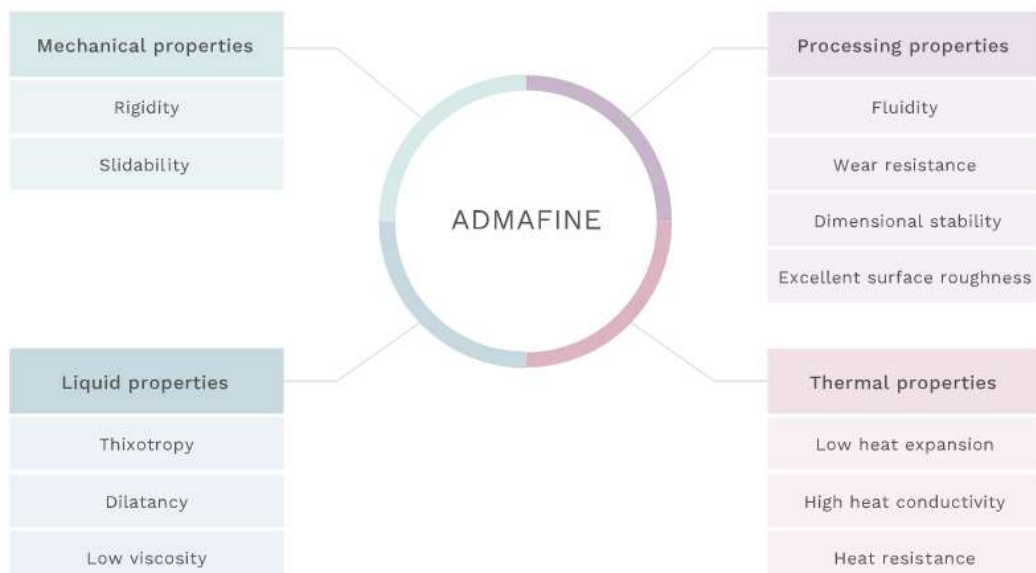 Mechanical properties
Rigidity
Slidability
Processing properties
Fluidity
Wear resistance
Dimensional stability
Excellent surface roughness
ADMAFINE
Liquid properties
Thixotropy
Dilatancy
Low viscosity
Thermal properties
Low heat expansion
High heat conductivity
Heat resistance